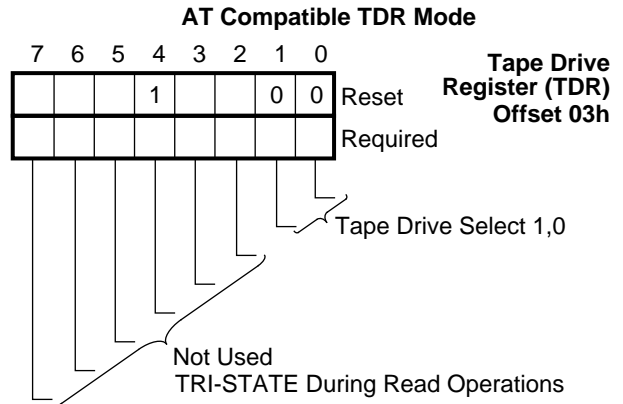 AT Compatible TDR Mode
7 6 5 4 3 2 1 0
Tape Drive
Register (TDR)
Offset 03h
1 0 0 Reset
Required
Tape Drive Select 1,0
Not Used
TRI-STATE During Read Operations